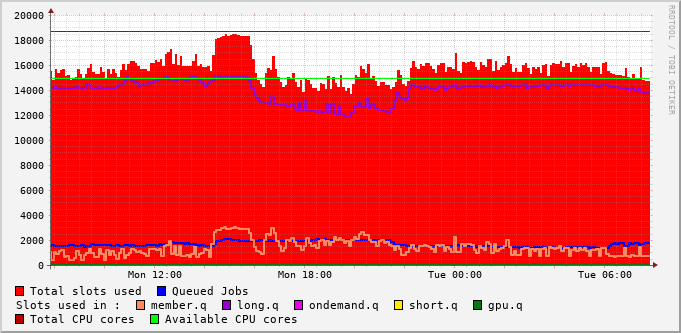 20000
18000
16000
14000
12000
10000
8000
6000
4000
2000
0
Mon 12:00 Mon 18:00 Tue 00:00 Tue 06:00
RRDTOOL / TOBI OETIKER
Total slots used Queued Jobs
Slots used in : member.q long.q ondemand.q short.q gpu.q
Total CPU cores Available CPU cores